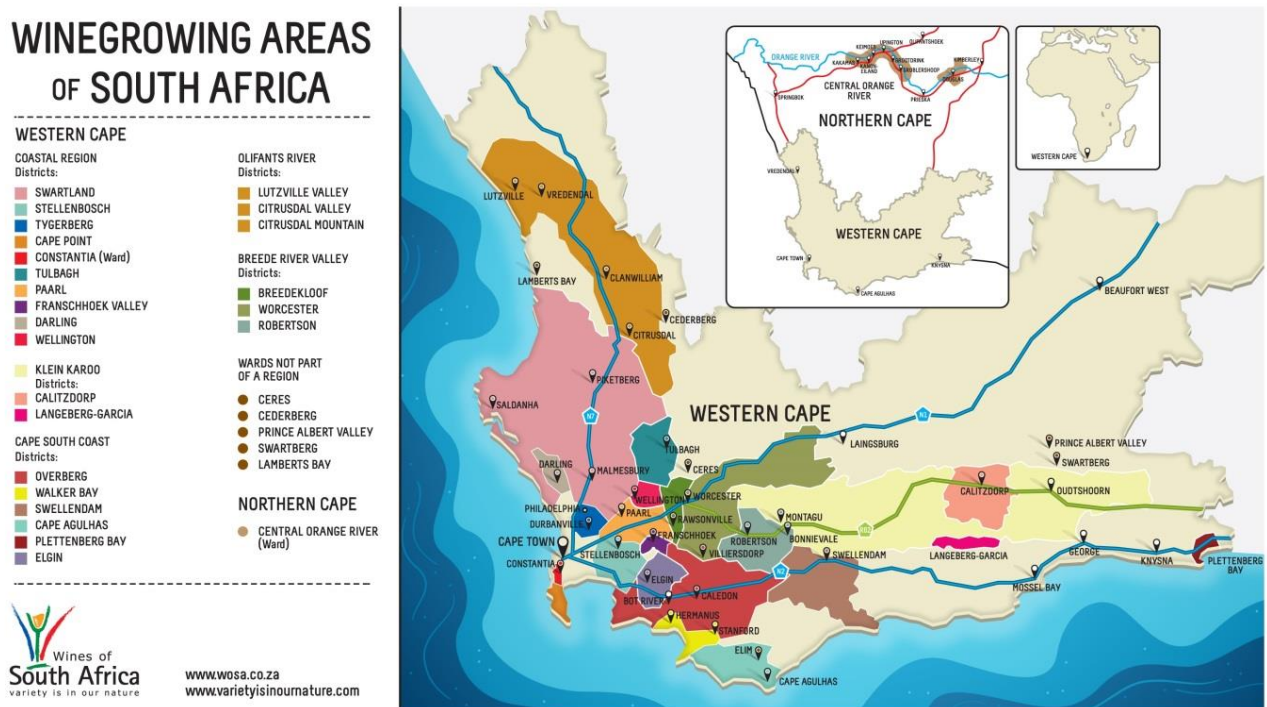 WINEGROWING AREAS
OF SOUTH AFRICA
WESTERN CAPE
COASTAL REGION
Districts:
SWARTLAND
STELLENBOSCH
TYGERBERG
CAPE POINT
CONSTANTIA (Ward)
TULBAGH
PAARL
FRANSCHHOEK VALLEY
DARLING
WELLINGTON
KLEIN KAROO
Districts:
CALITZDORP
LANGEBERG-GARCIA
CAPE SOUTH COAST
Districts:
OVERBERG
WALKER BAY
SWELLENDAM
CAPE AGULHAS
PLETTENBERG BAY
ELGIN
OLIFANTS RIVER
Districts:
LUTZVILLE VALLEY
CITRUSDAL VALLEY
CITRUSDAL MOUNTAIN
BREEDE RIVER VALLEY
Districts:
BREEDEKLOOF
WORCESTER
ROBERTSON
WARDS NOT PART
OF A REGION
CERES
CEDERBERG
PRINCE ALBERT VALLEY
SWARTBERG
LAMBERTS BAY
NORTHERN CAPE
CENTRAL ORANGE RIVER
(Ward)
Wines of
South Africa
variety is in our nature
www.wosa.co.za
www.varietyisinournature.com
LUTZVILLE
VREDENDAL
LAMBERTS BAY
CLANWILLIAM
CEDERBERG
CITRUSDAL
PIKETBERG
SALDANHA
N7
WESTERN CAPE
N1
BEAUFORT WEST
LAINGSBURG
TULBAGH
CERES
DARLING
MALMESBURY
WELLINGTON
WORCESTER
PHILADELPHIA
PAARL
RAWSONVILLE
DURBANVILLE
FRANSCHHOEK
CAPE TOWN
STELLENBOSCH
VILLIERSDORP
CONSTANTIA
ELGIN
BOT RIVER
CALEDON
HERMANUS
STANFORD
ELIM
CAPE AGULHAS
ROBERTSON
MONTAGU
BONNIEVALE
SWELLENDAM
N2
R62
PRINCE ALBERT VALLEY
SWARTBERG
CALITZDORP
OUDTSHOORN
LANGEBERG-GARCIA
GEORGE
MOSSEL BAY
KNYSNA
PLETTENBERG
BAY
ORANGE RIVER
KEIMOES
UPINGTON
OLIFANTSHOEK
KAKAMAS
KANON
EILAND
GROOTDRINK
GROBLERSHOOP
KIMBERLEY
DOUGLAS
CENTRAL ORANGE
RIVER
PRIESKA
SPRINGBOK
NORTHERN CAPE
VREDENDAL
WESTERN CAPE
CAPE TOWN
KNYSNA
CAPE AGULHAS
WESTERN CAPE